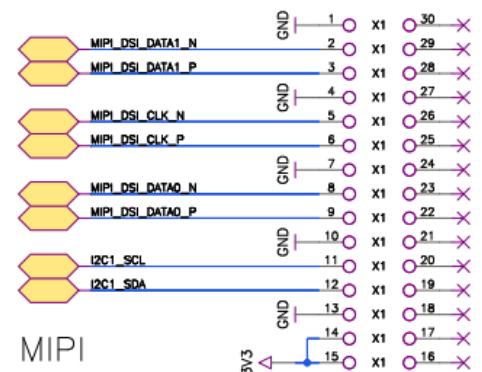 GND 1 X1 30
MIPI_DSI_DATA1_N 2 X1 29
MIPI_DSI_DATA1_P 3 X1 28
GND 4 X1 27
MIPI_DSI_CLK_N 5 X1 26
MIPI_DSI_CLK_P 6 X1 25
GND 7 X1 24
MIPI_DSI_DATA0_N 8 X1 23
MIPI_DSI_DATA0_P 9 X1 22
GND 10 X1 21
I2C1_SCL 11 X1 20
I2C1_SDA 12 X1 19
GND 13 X1 18
14 X1 17
3V3 15 X1 16
MIPI